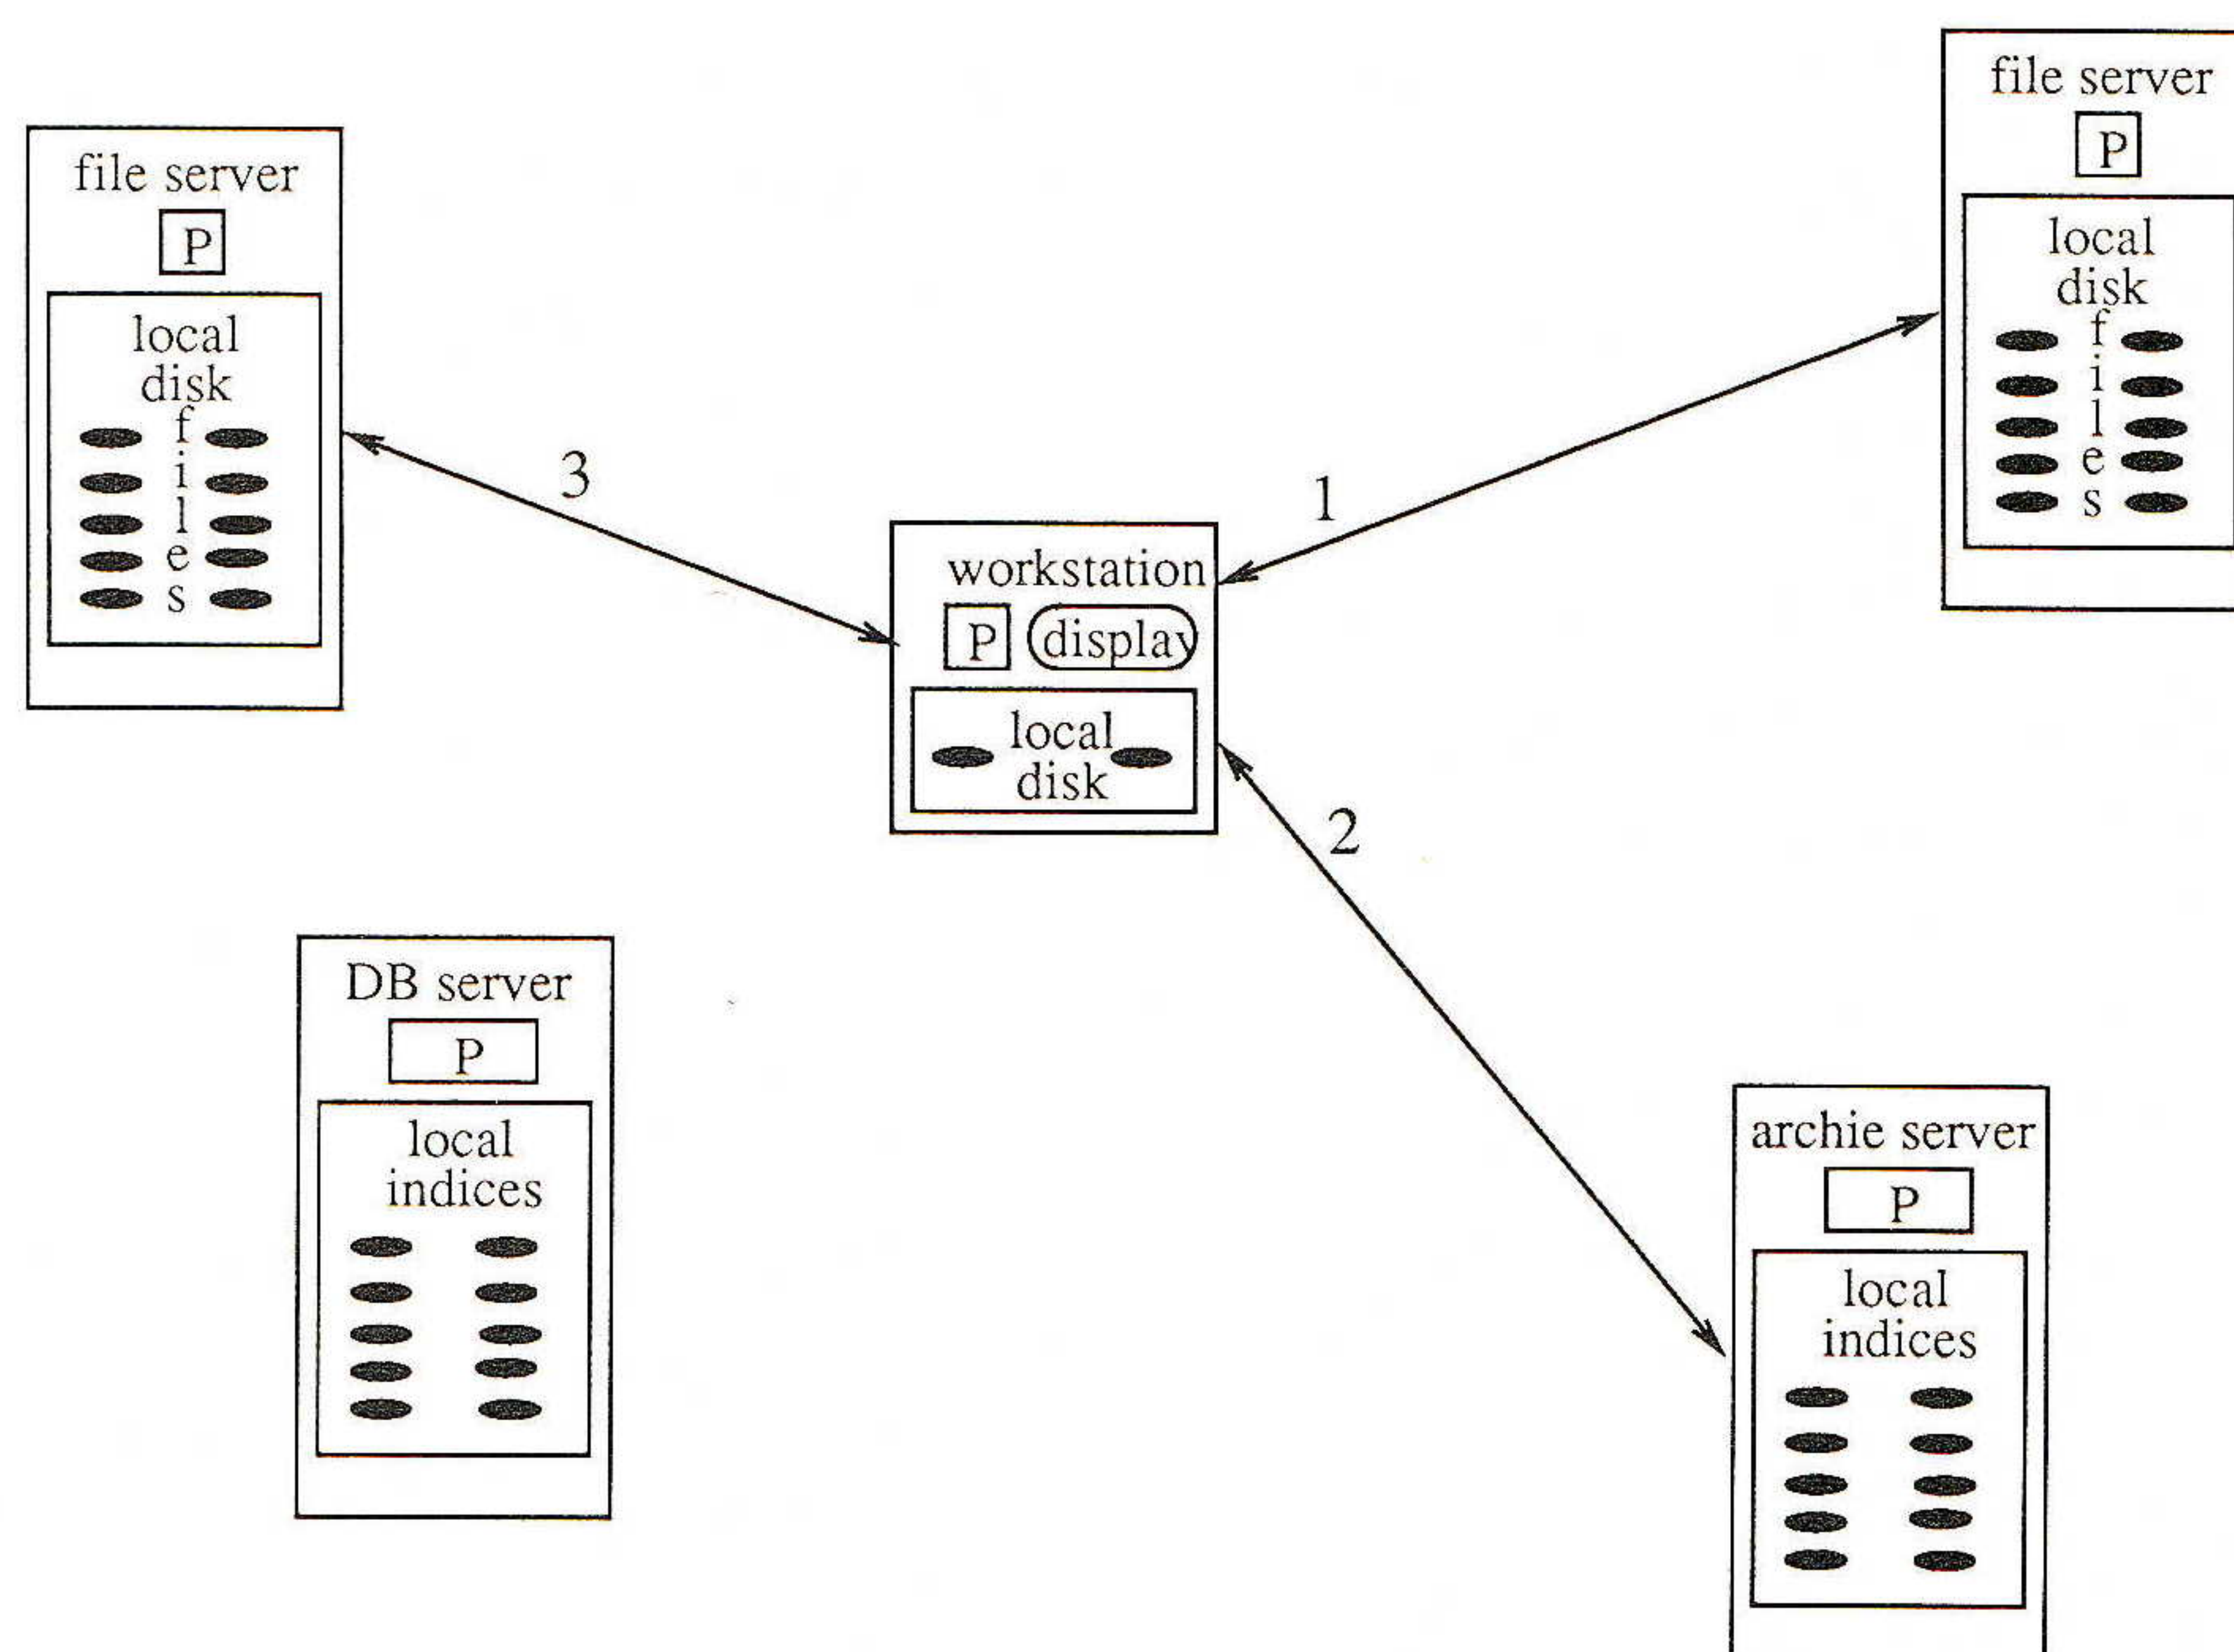 file server
P
local
disk
f
i
l
e
s
3
1
file server
P
local
disk
f
i
l
e
s
workstation
P display
local
disk
2
DB server
P
local
indices
archie server
P
local
indices